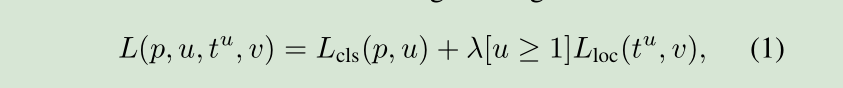 L(p, u, t^u, v) = L_cls(p, u) + λ[u ≥ 1]L_loc(t^u, v), (1)